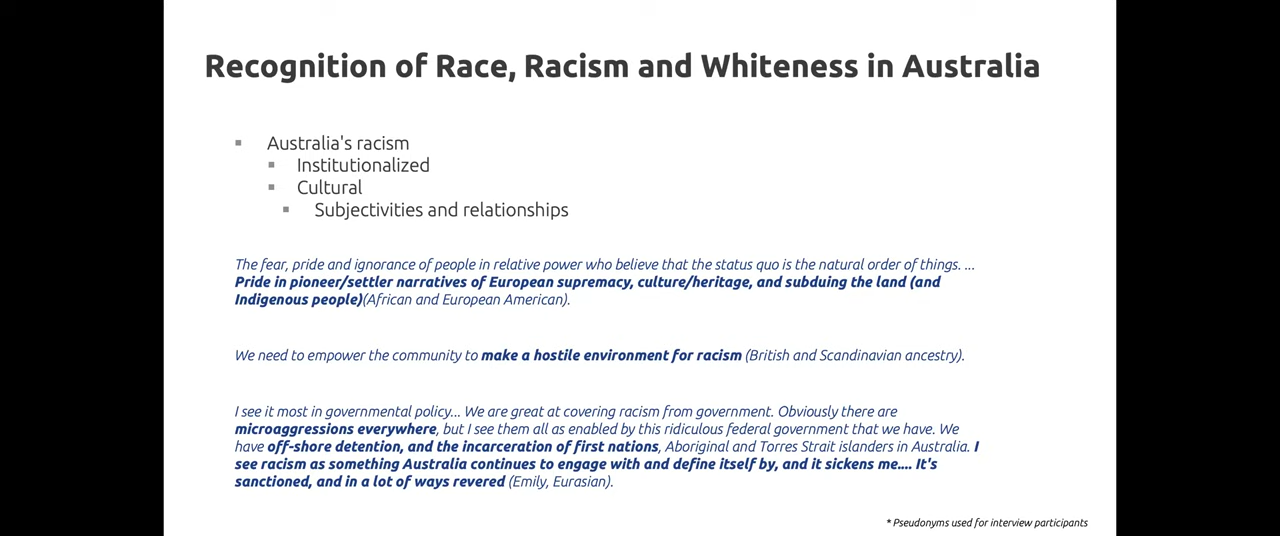 Recognition of Race, Racism and Whiteness in Australia
▪ Australia's racism
▪ Institutionalized
▪ Cultural
▪ Subjectivities and relationships
The fear, pride and ignorance of people in relative power who believe that the status quo is the natural order of things. ...
Pride in pioneer/settler narratives of European supremacy, culture/heritage, and subduing the land (and
Indigenous people)(African and European American).
We need to empower the community to make a hostile environment for racism (British and Scandinavian ancestry).
I see it most in governmental policy... We are great at covering racism from government. Obviously there are
microaggressions everywhere, but I see them all as enabled by this ridiculous federal government that we have. We
have off-shore detention, and the incarceration of first nations, Aboriginal and Torres Strait islanders in Australia. I
see racism as something Australia continues to engage with and define itself by, and it sickens me.... It's
sanctioned, and in a lot of ways revered (Emily, Eurasian).
* Pseudonyms used for interview participants